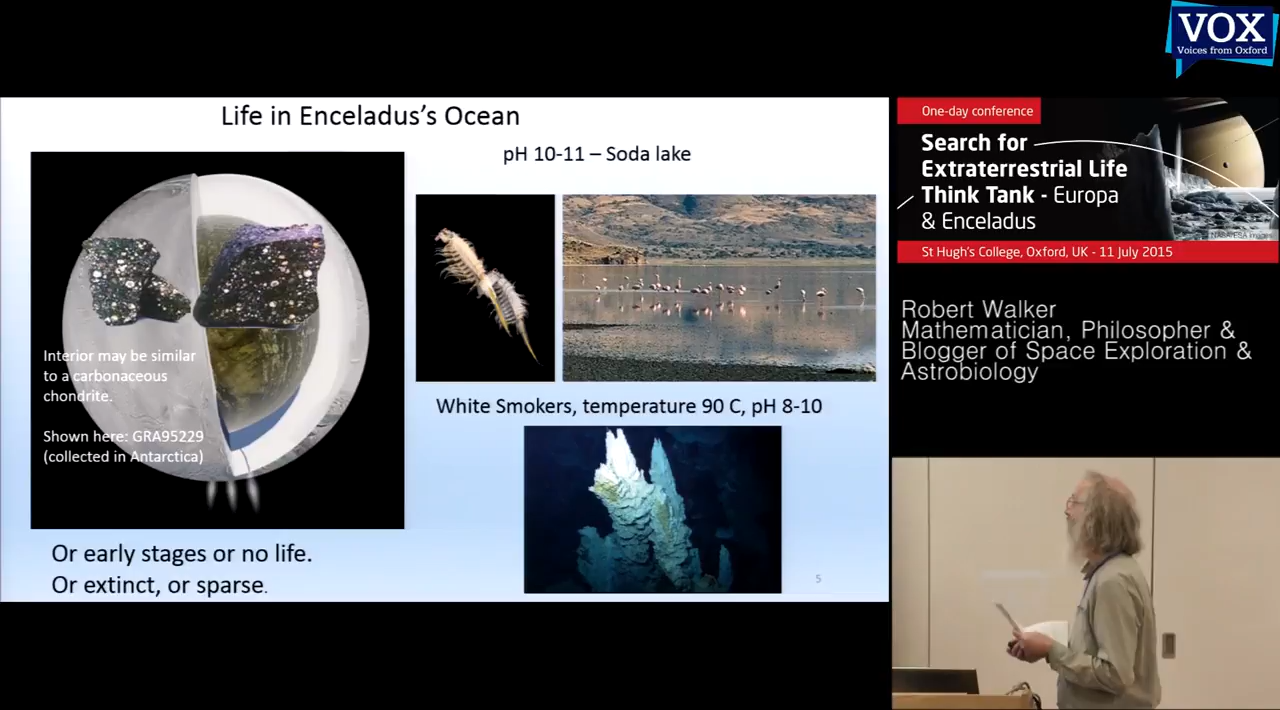 VOX
Voices from Oxford
Life in Enceladus's Ocean
pH 10-11 – Soda lake
Interior may be similar
to a carbonaceous
chondrite.
Shown here: GRA95229
(collected in Antarctica)
White Smokers, temperature 90 C, pH 8-10
Or early stages or no life.
Or extinct, or sparse.
5
One-day conference
Search for
Extraterrestrial Life
Think Tank - Europa
& Enceladus
NASA/ESA images
St Hugh's College, Oxford, UK - 11 July 2015
Robert Walker
Mathematician, Philosopher &
Blogger of Space Exploration &
Astrobiology